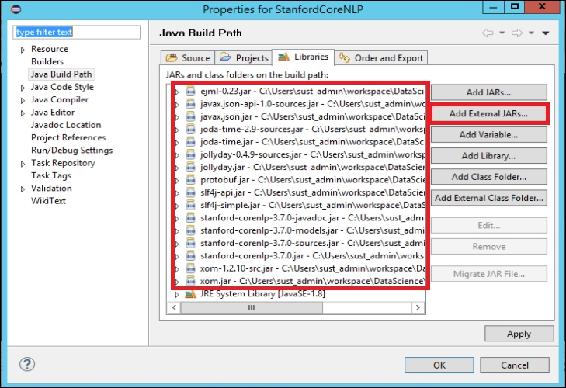 Properties for StanfordCoreNLP
type filter text
Resource
Builders
Java Build Path
Java Code Style
Java Compiler
Java Editor
Javadoc Location
Project References
Run/Debug Settings
Task Repository
Task Tags
Validation
WikiText
Java Build Path
Source Projects Libraries Order and Export
JARs and class folders on the build path:
ejml-0.23.jar - C:\Users\sust_admin\workspace\DataScience
javax.json-api-1.0-sources.jar - C:\Users\sust_admin\works
javax.json.jar - C:\Users\sust_admin\workspace\DataScienc
joda-time-2.9-sources.jar - C:\Users\sust_admin\workspac
joda-time.jar - C:\Users\sust_admin\workspace\DataScienc
jollyday-0.4.9-sources.jar - C:\Users\sust_admin\workspac
jollyday.jar - C:\Users\sust_admin\workspace\DataScience\
protobuf.jar - C:\Users\sust_admin\workspace\DataScienc
slf4j-api.jar - C:\Users\sust_admin\workspace\DataScienc
slf4j-simple.jar - C:\Users\sust_admin\workspace\DataScie
stanford-corenlp-3.7.0-javadoc.jar - C:\Users\sust_admin\
stanford-corenlp-3.7.0-models.jar - C:\Users\sust_admin\
stanford-corenlp-3.7.0-sources.jar - C:\Users\sust_admin\
stanford-corenlp-3.7.0.jar - C:\Users\sust_admin\workspa
xom-1.2.10-src.jar - C:\Users\sust_admin\workspace\Data
xom.jar - C:\Users\sust_admin\workspace\DataScience\
JRE System Library [JavaSE-1.8]
Add JARs...
Add External JARs...
Add Variable...
Add Library...
Add Class Folder...
Add External Class Folder...
Edit...
Remove
Migrate JAR File...
Apply
OK
Cancel